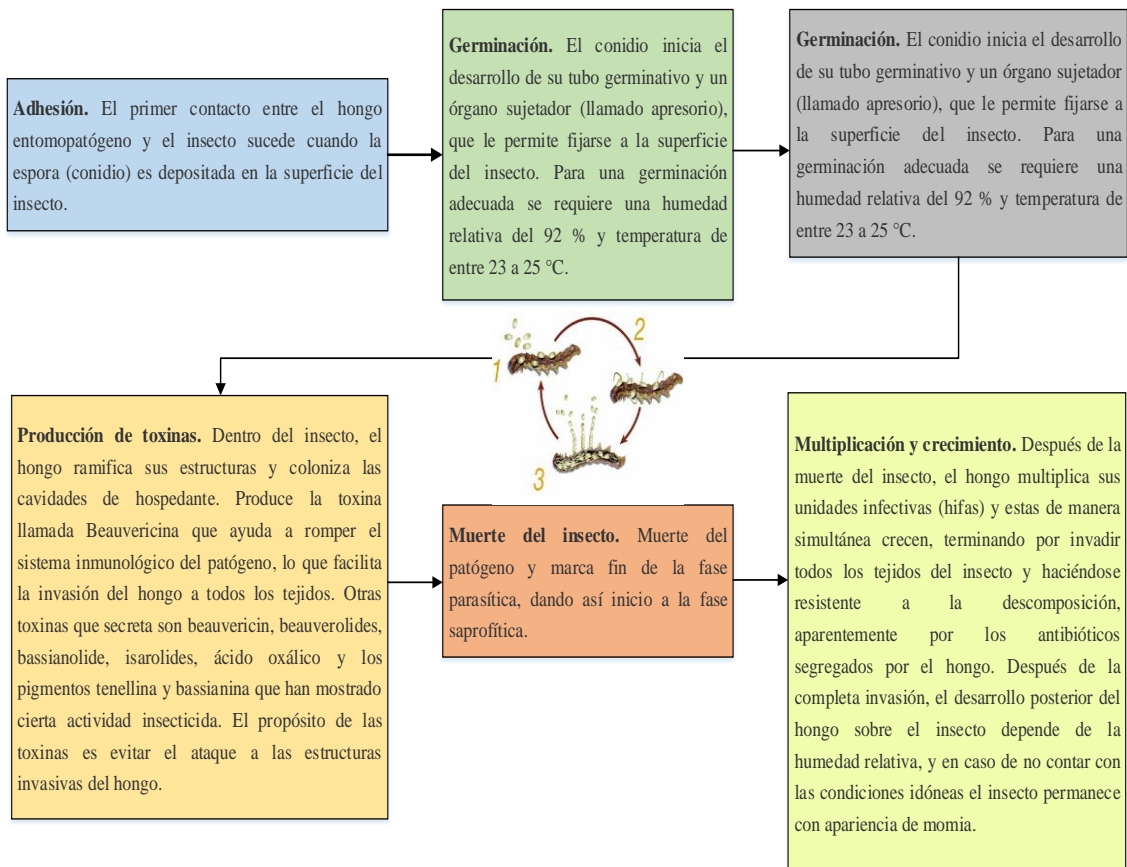 Adhesión. El primer contacto entre el hongo
entomopatógeno y el insecto sucede cuando la
espora (conidio) es depositada en la superficie del
insecto.
Germinación. El conidio inicia el
desarrollo de su tubo germinativo y un
órgano sujetador (llamado apresorio),
que le permite fijarse a la superficie
del insecto. Para una germinación
adecuada se requiere una humedad
relativa del 92 % y temperatura de
entre 23 a 25 °C.
Germinación. El conidio inicia el desarrollo
de su tubo germinativo y un órgano sujetador
(llamado apresorio), que le permite fijarse a
la superficie del insecto. Para una
germinación adecuada se requiere una
humedad relativa del 92 % y temperatura de
entre 23 a 25 °C.
1
2
3
Producción de toxinas. Dentro del insecto, el
hongo ramifica sus estructuras y coloniza las
cavidades de hospedante. Produce la toxina
llamada Beauvericina que ayuda a romper el
sistema inmunológico del patógeno, lo que facilita
la invasión del hongo a todos los tejidos. Otras
toxinas que secreta son beauvericin, beauverolides,
bassianolide, isarolides, ácido oxálico y los
pigmentos tenellina y bassianina que han mostrado
cierta actividad insecticida. El propósito de las
toxinas es evitar el ataque a las estructuras
invasivas del hongo.
Muerte del insecto. Muerte del
patógeno y marca fin de la fase
parasítica, dando así inicio a la fase
saprofítica.
Multiplicación y crecimiento. Después de la
muerte del insecto, el hongo multiplica sus
unidades infectivas (hifas) y estas de manera
simultánea crecen, terminando por invadir
todos los tejidos del insecto y haciéndose
resistente a la descomposición,
aparentemente por los antibióticos
segregados por el hongo. Después de la
completa invasión, el desarrollo posterior del
hongo sobre el insecto depende de la
humedad relativa, y en caso de no contar con
las condiciones idóneas el insecto permanece
con apariencia de momia.